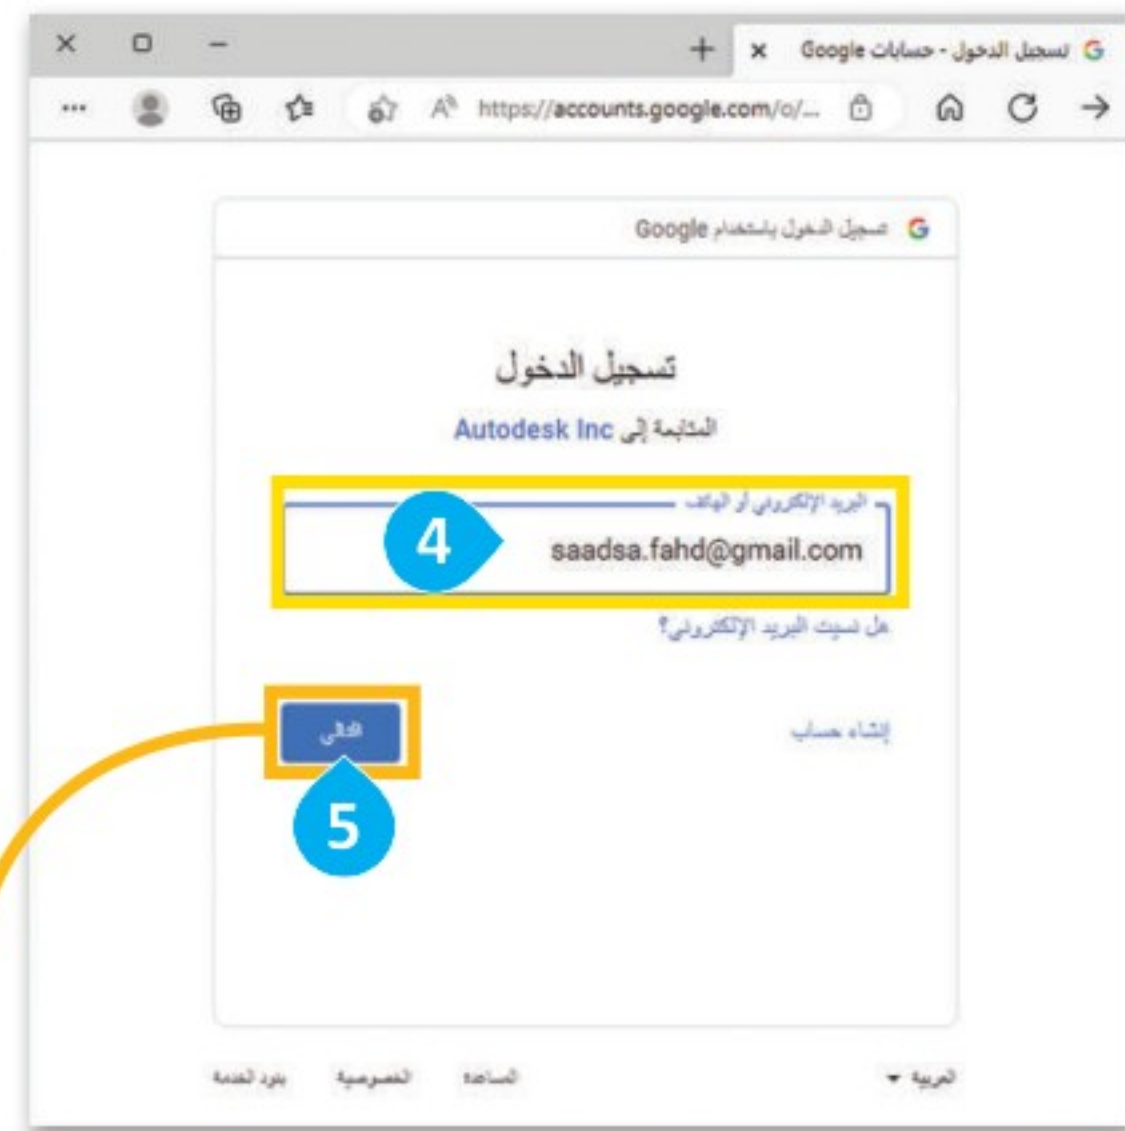 تسجيل الدخول - حسابات Google
https://accounts.google.com/o/...
تسجيل الدخول باستخدام Google
تسجيل الدخول
المتابعة إلى Autodesk Inc
البريد الإلكتروني أو الهاتف
4
saadsa.fahd@gmail.com
هل نسيت البريد الإلكتروني؟
إنشاء حساب
التالي
5
العربية
المساعدة
الخصوصية
بنود الخدمة